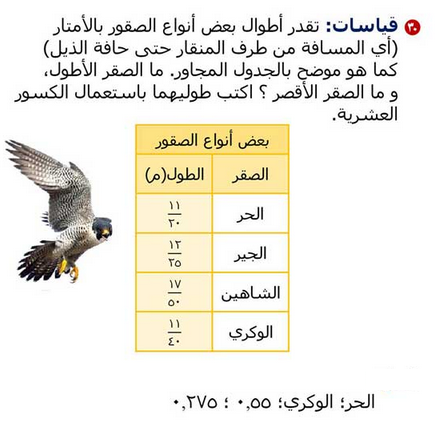 ٣٠ قياسات: تقدر أطوال بعض أنواع الصقور بالأمتار
(أي المسافة من طرف المنقار حتى حافة الذيل)
كما هو موضح بالجدول المجاور. ما الصقر الأطول،
و ما الصقر الأقصر ؟ اكتب طوليهما باستعمال الكسور
العشرية.
بعض أنواع الصقور
الصقر الطول(م)
الحر ١١/٢٠
الجير ١٢/٢٥
الشاهين ١٧/٥٠
الوكري ١١/٤٠
الحر؛ الوكري؛ ٠,٥٥ ؛ ٠,٢٧٥